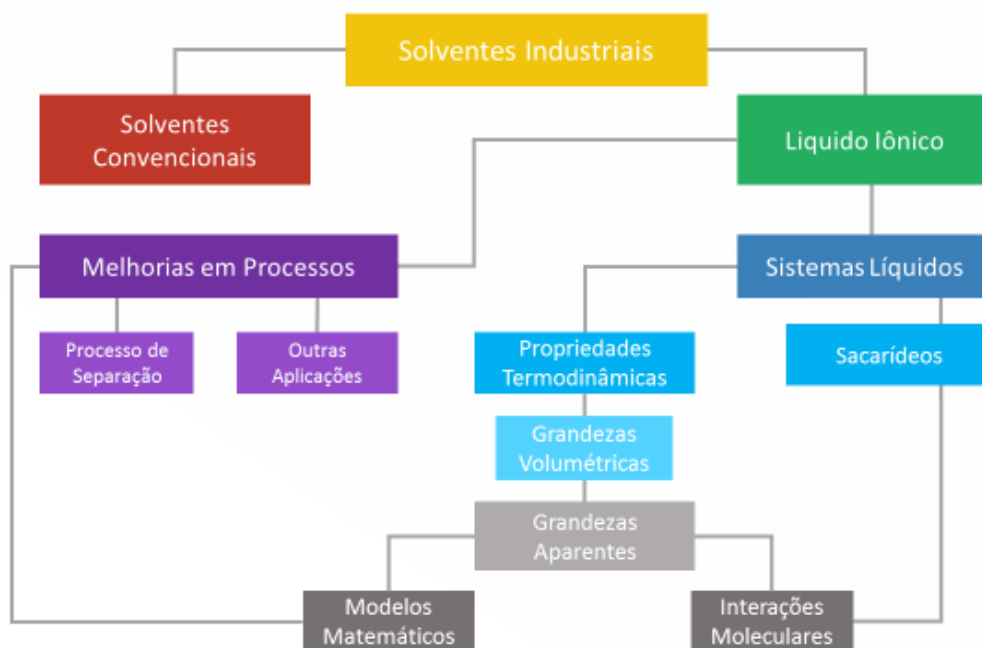 Solventes Industriais
Solventes
Convencionais
Liquido Iônico
Melhorias em Processos
Sistemas Líquidos
Processo de
Separação
Outras
Aplicações
Propriedades
Termodinâmicas
Sacarídeos
Grandezas
Volumétricas
Grandezas
Aparentes
Modelos
Matemáticos
Interações
Moleculares